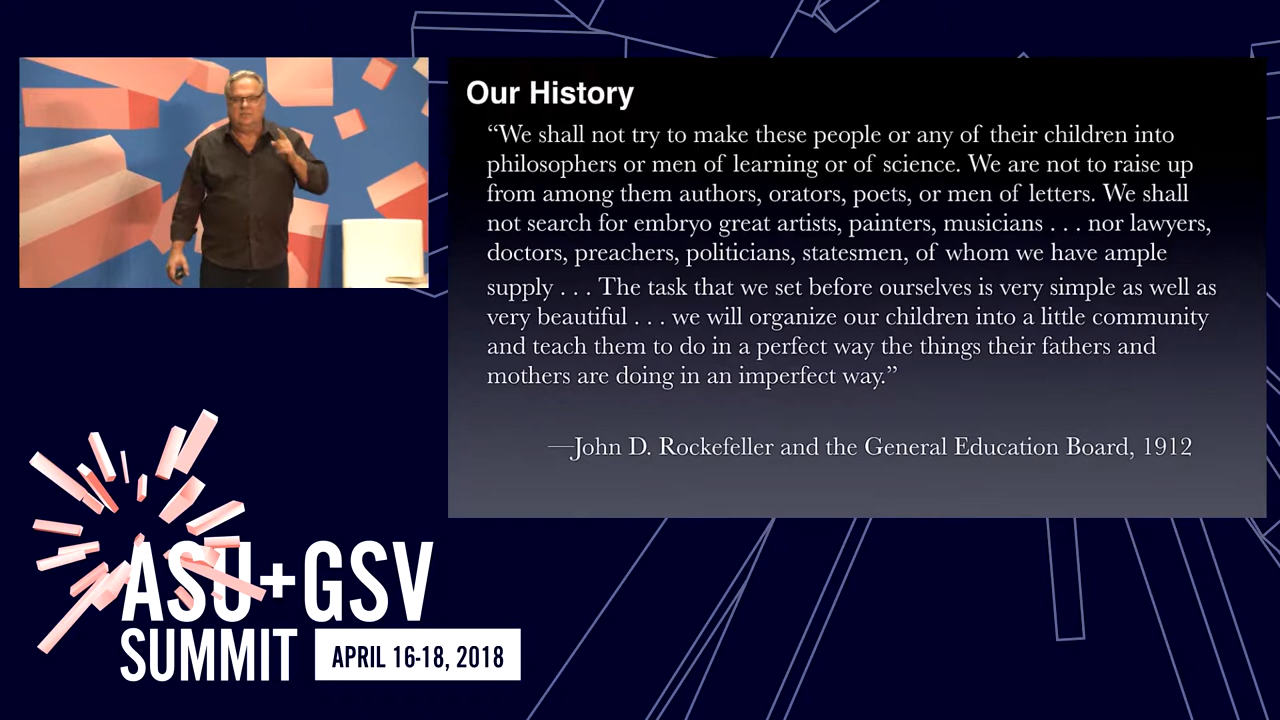 Our History
“We shall not try to make these people or any of their children into
philosophers or men of learning or of science. We are not to raise up
from among them authors, orators, poets, or men of letters. We shall
not search for embryo great artists, painters, musicians . . . nor lawyers,
doctors, preachers, politicians, statesmen, of whom we have ample
supply . . . The task that we set before ourselves is very simple as well as
very beautiful . . . we will organize our children into a little community
and teach them to do in a perfect way the things their fathers and
mothers are doing in an imperfect way.”
—John D. Rockefeller and the General Education Board, 1912
ASU+GSV
SUMMIT
APRIL 16-18, 2018